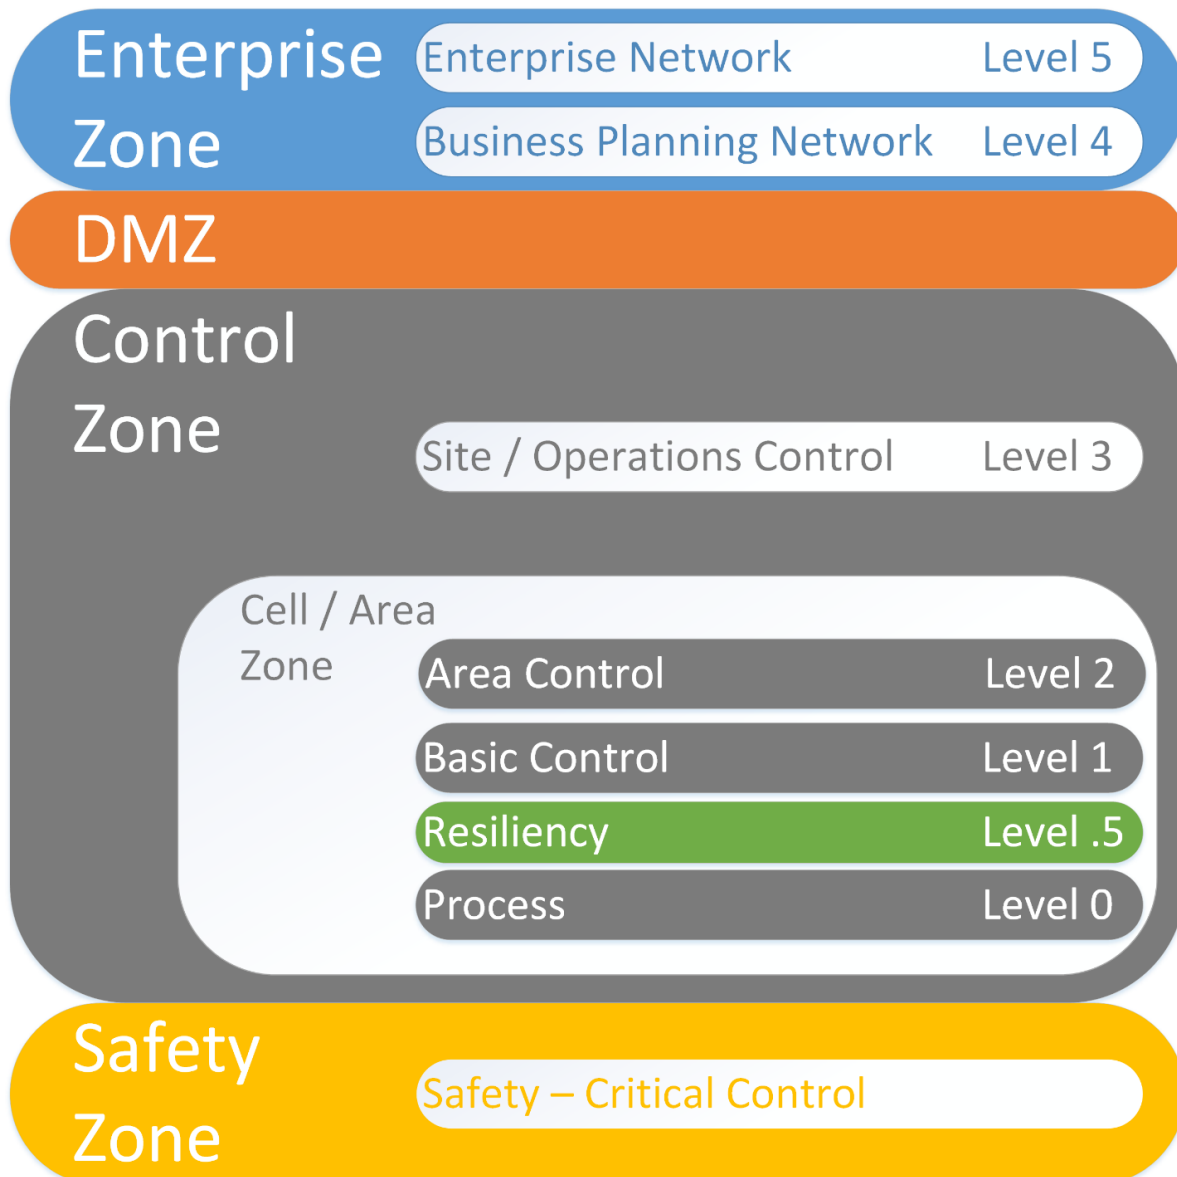 Enterprise
Zone
Enterprise Network Level 5
Business Planning Network Level 4
DMZ
Control
Zone
Site / Operations Control Level 3
Cell / Area
Zone
Area Control Level 2
Basic Control Level 1
Resiliency Level .5
Process Level 0
Safety
Zone
Safety – Critical Control